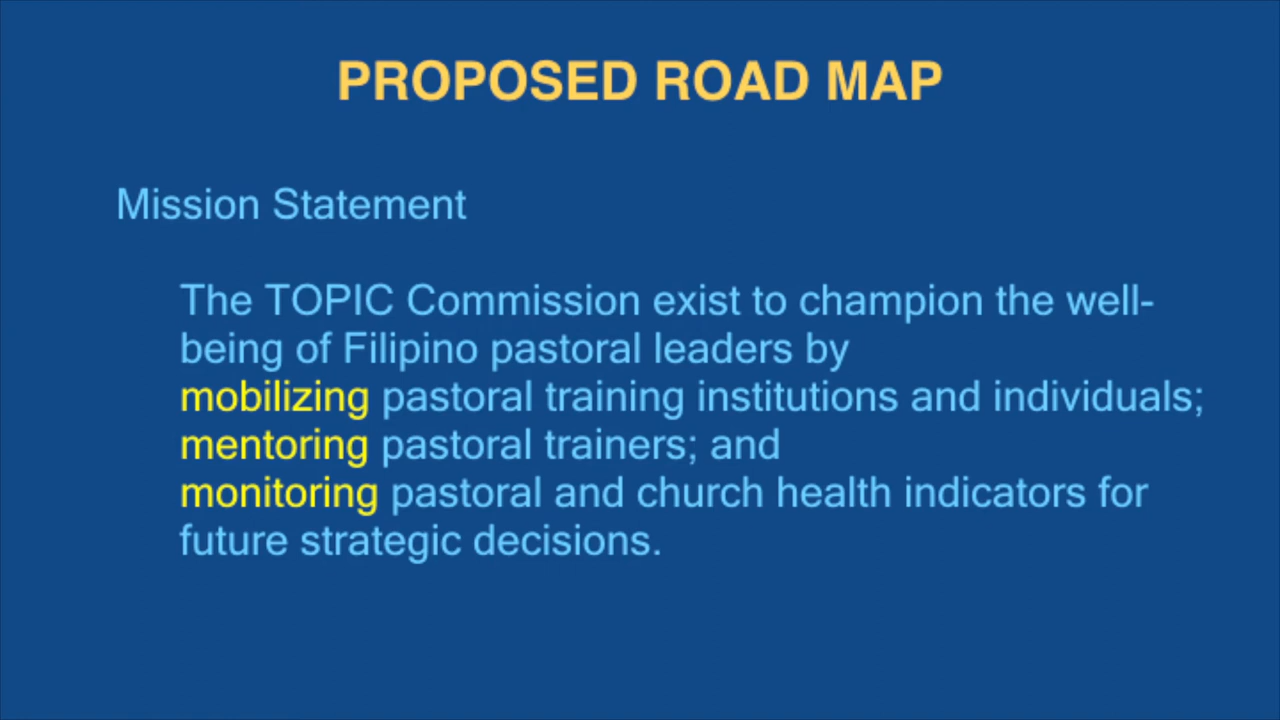 PROPOSED ROAD MAP
Mission Statement
The TOPIC Commission exist to champion the well-
being of Filipino pastoral leaders by
mobilizing pastoral training institutions and individuals;
mentoring pastoral trainers; and
monitoring pastoral and church health indicators for
future strategic decisions.